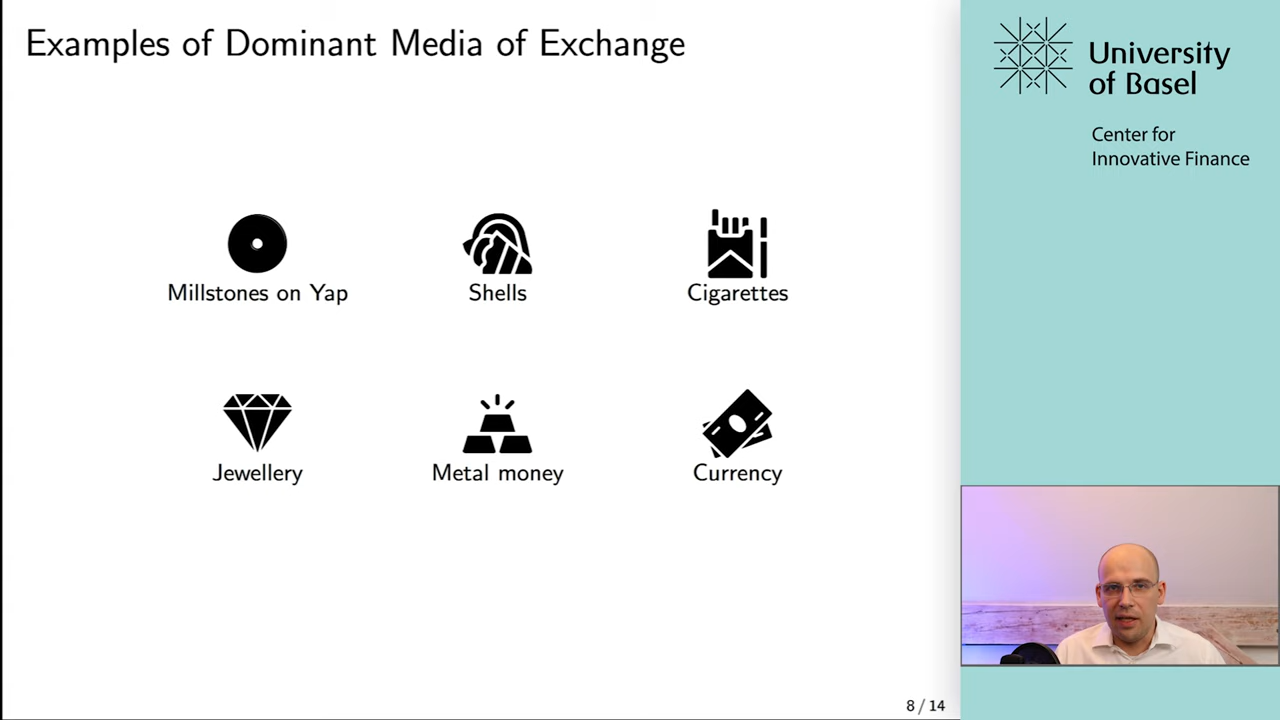 Examples of Dominant Media of Exchange
University
of Basel
Center for
Innovative Finance
Millstones on Yap
Shells
Cigarettes
Jewellery
Metal money
Currency
8 / 14